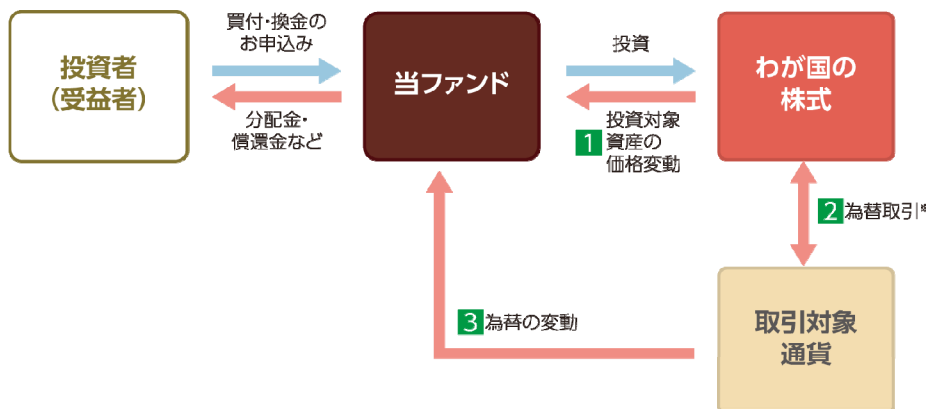 買付・換金の
お申込み
投資者
(受益者)
分配金・
償還金など
当ファンド
投資
1 投資対象
資産の
価格変動
わが国の
株式
2 為替取引※
3 為替の変動
取引対象
通貨